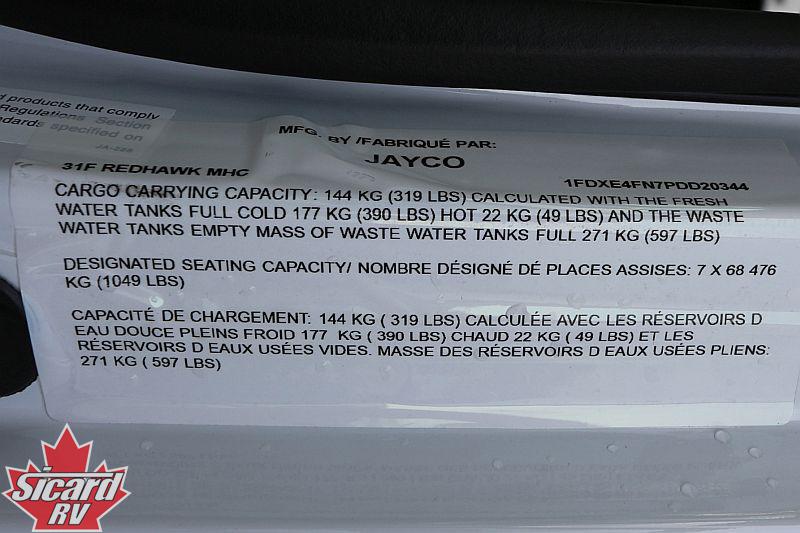 d products that comply
Regulations Section
ndards specified on
JA-228
MFG. BY /FABRIQUÉ PAR:
JAYCO
31F REDHAWK MHC
1FDXE4FN7PDD20344
CARGO CARRYING CAPACITY: 144 KG (319 LBS) CALCULATED WITH THE FRESH
WATER TANKS FULL COLD 177 KG (390 LBS) HOT 22 KG (49 LBS) AND THE WASTE
WATER TANKS EMPTY MASS OF WASTE WATER TANKS FULL 271 KG (597 LBS)
DESIGNATED SEATING CAPACITY/ NOMBRE DÉSIGNÉ DÉ PLACES ASSISES: 7 X 68 476
KG (1049 LBS)
CAPACITÉ DE CHARGEMENT: 144 KG ( 319 LBS) CALCULÉE AVEC LES RÉSERVOIRS D
EAU DOUCE PLEINS FROID 177 KG ( 390 LBS) CHAUD 22 KG ( 49 LBS) ET LES
RÉSERVOIRS D EAUX USÉES VIDES. MASSE DES RÉSERVOIRS D EAUX USÉES PLIENS:
271 KG ( 597 LBS)
Sicard
RV